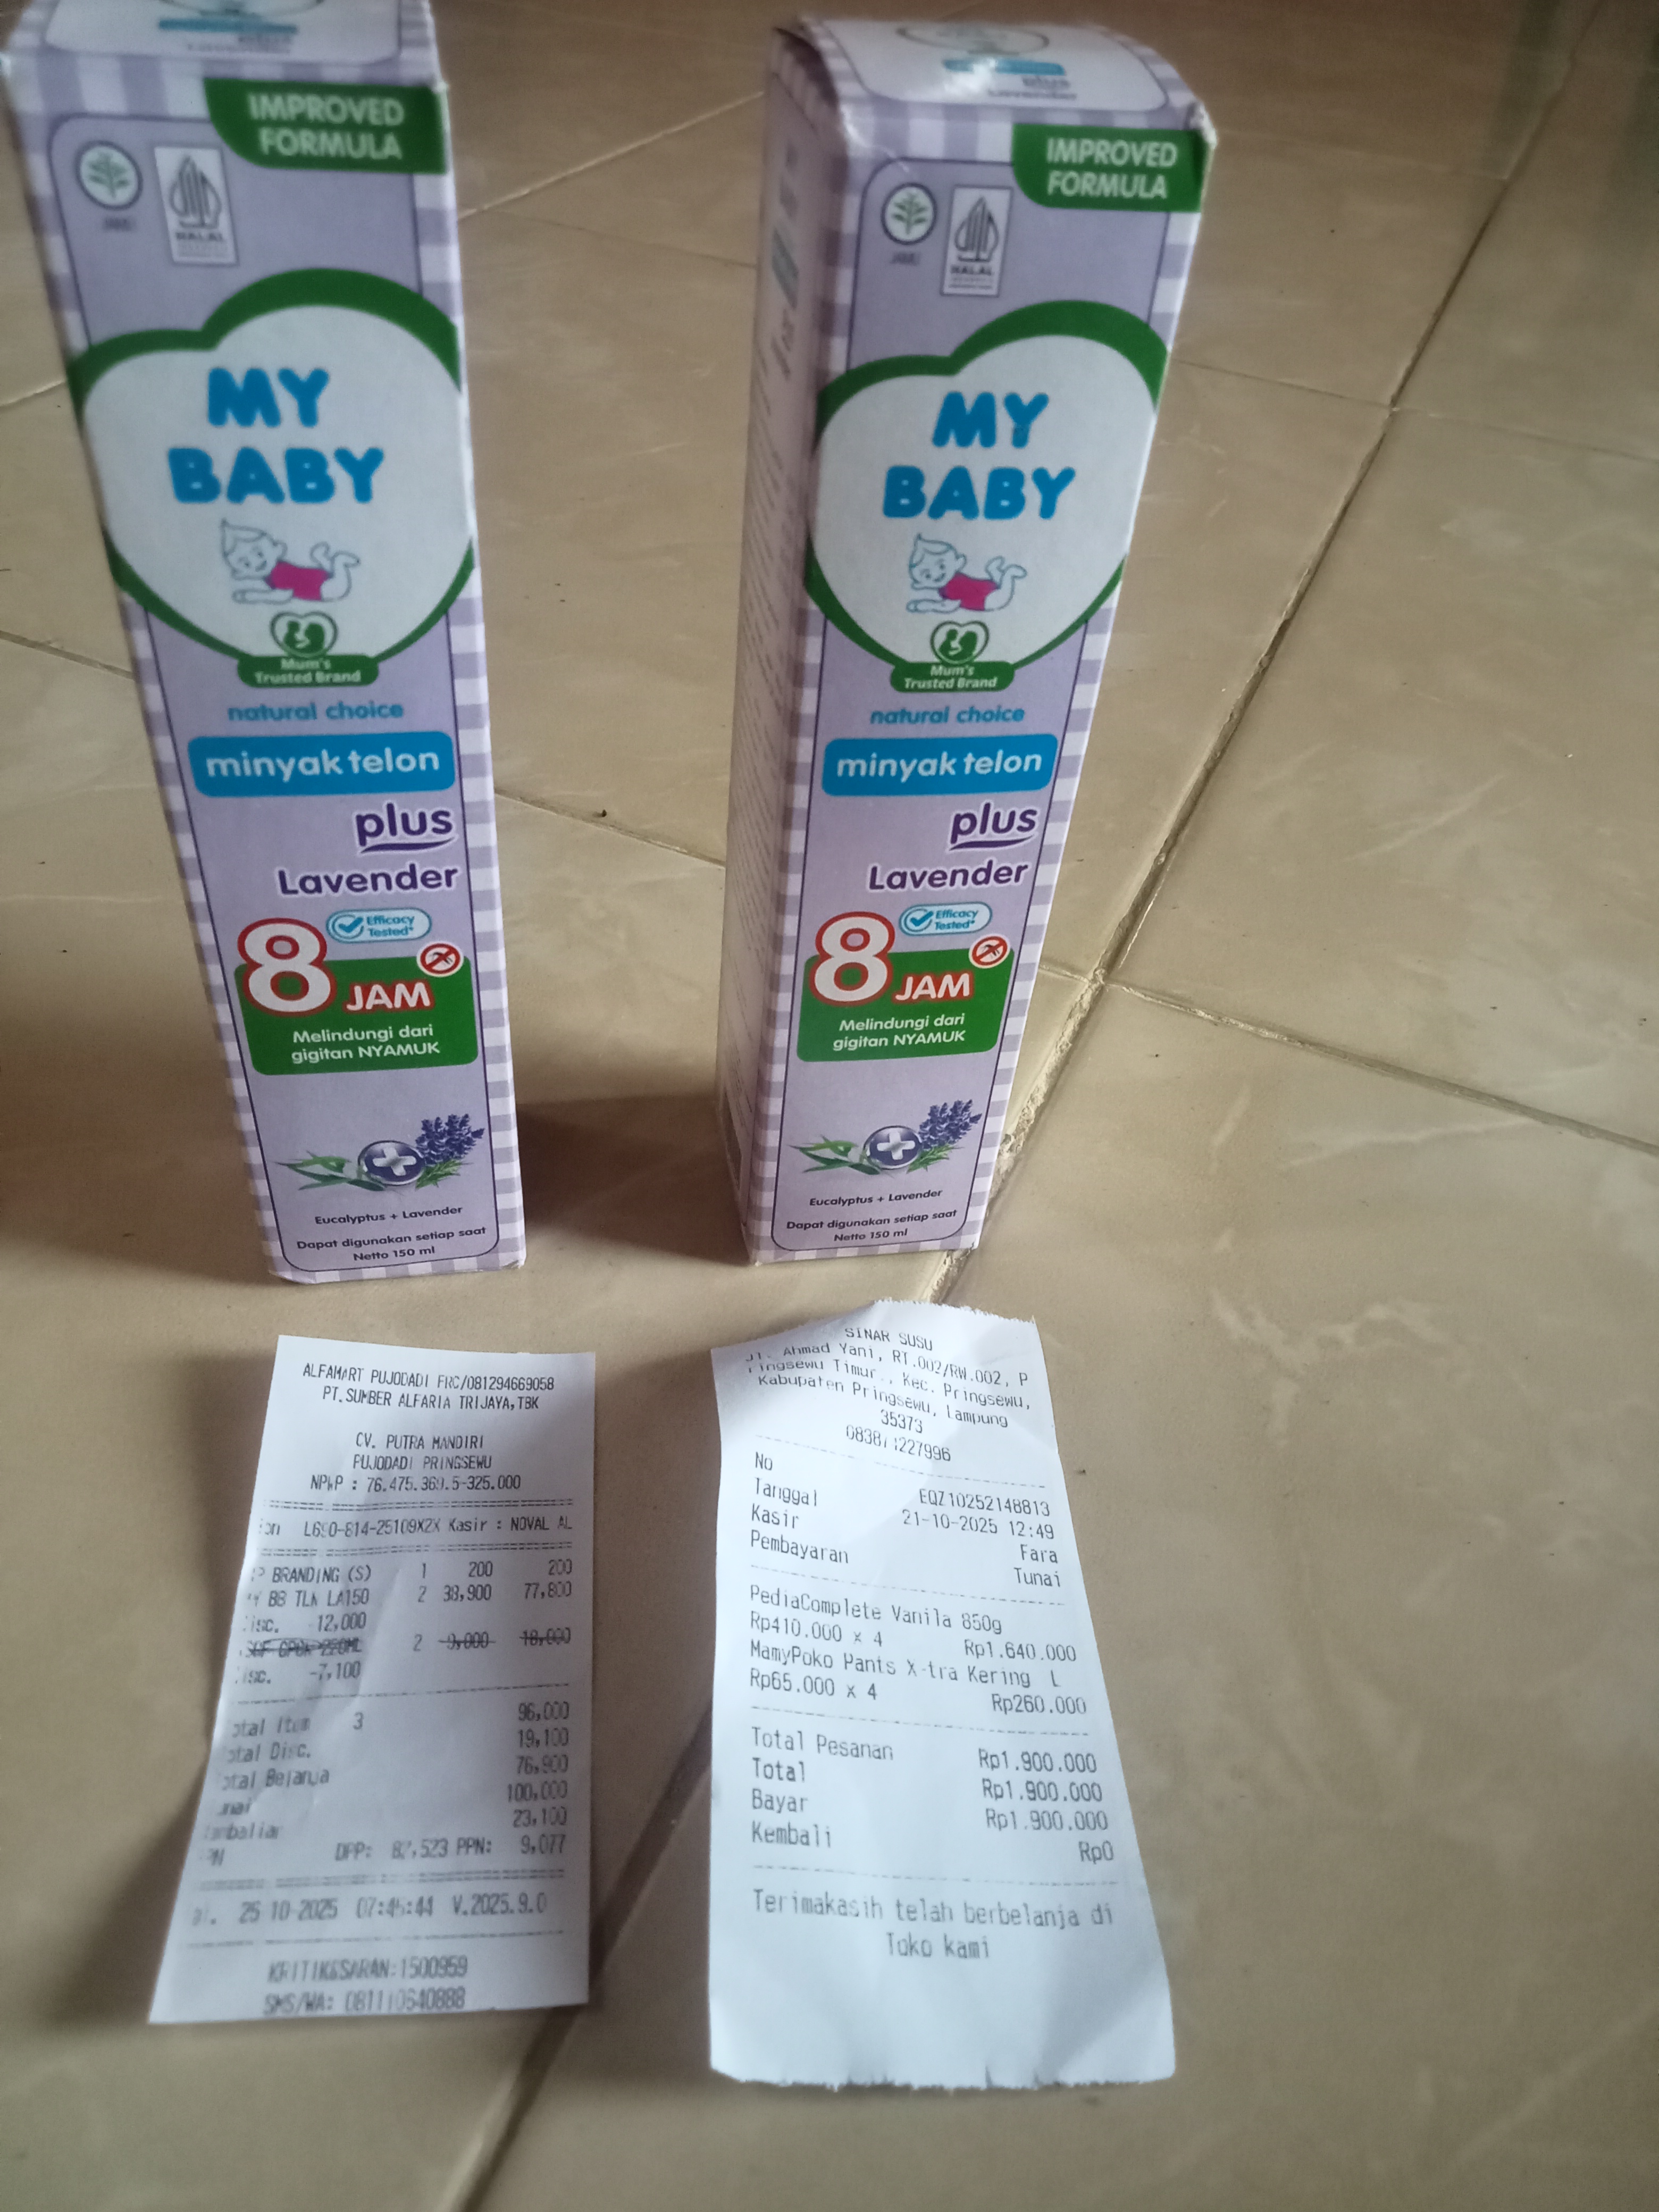 IMPROVED
FORMULA
JAMU
HALAL
MY
BABY
Mum's
Trusted Brand
natural choice
minyak telon
plus
Lavender
Efficacy
Tested*
8 JAM
Melindungi dari
gigitan NYAMUK
Eucalyptus + Lavender
Dapat digunakan setiap saat
Netto 150 ml
plus
Lavender
IMPROVED
FORMULA
JAMU
HALAL
MY
BABY
Mum's
Trusted Brand
natural choice
minyak telon
plus
Lavender
Efficacy
Tested*
8 JAM
Melindungi dari
gigitan NYAMUK
Eucalyptus + Lavender
Dapat digunakan setiap saat
Netto 150 ml
ALFAMART PUJODADI FRC/081294669058
PT.SUMBER ALFARIA TRIJAYA,TBK
CV. PUTRA MANDIRI
PUJODADI PRINGSEWU
NPWP : 76.475.369.5-325.000
Kasir : NOVAL AL
BRANDING (S) 1 200 200
BB TLN LA150 2 38,900 77,800
12,000
2 9,000 18,000
-7,100
Item 3 96,000
Disc. 19,100
Belanja 76,900
100,000
23,100
DPP: PPN: 9,077
25-10-2025 07:45:44 V.2025.9.0
KRITIK&SARAN:1500959
SMS/WA: 081110640888
SINAR SUSU
Jl. Ahmad Yani, RT.002/RW.002, P
ringsewu Timur., Kec. Pringsewu,
Kabupaten Pringsewu, Lampung
35373
No EQZ10252148813
Tanggal 21-10-2025 12:49
Kasir Fara
Pembayaran Tunai
PediaComplete Vanila 850g
Rp410.000 x 4 Rp1.640.000
MamyPoko Pants X-tra Kering L
Rp65.000 x 4 Rp260.000
Total Pesanan Rp1.900.000
Total Rp1.900.000
Bayar Rp1.900.000
Kembali Rp0
Terimakasih telah berbelanja di
Toko kami